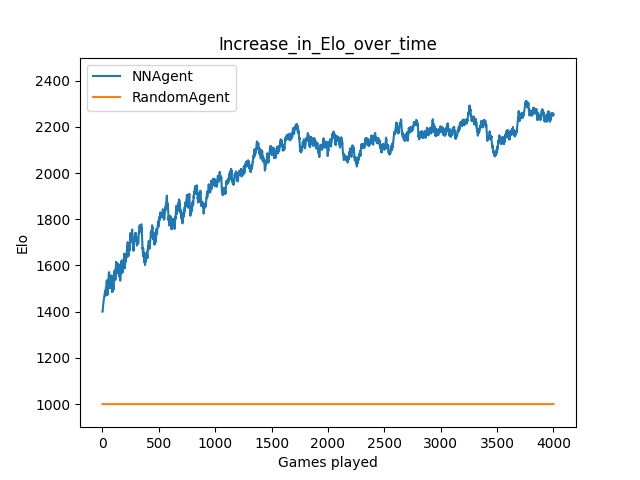 Increase_in_Elo_over_time
NNAgent
RandomAgent
2400
2200
2000
1800
1600
1400
1200
1000
Elo
0 500 1000 1500 2000 2500 3000 3500 4000
Games played